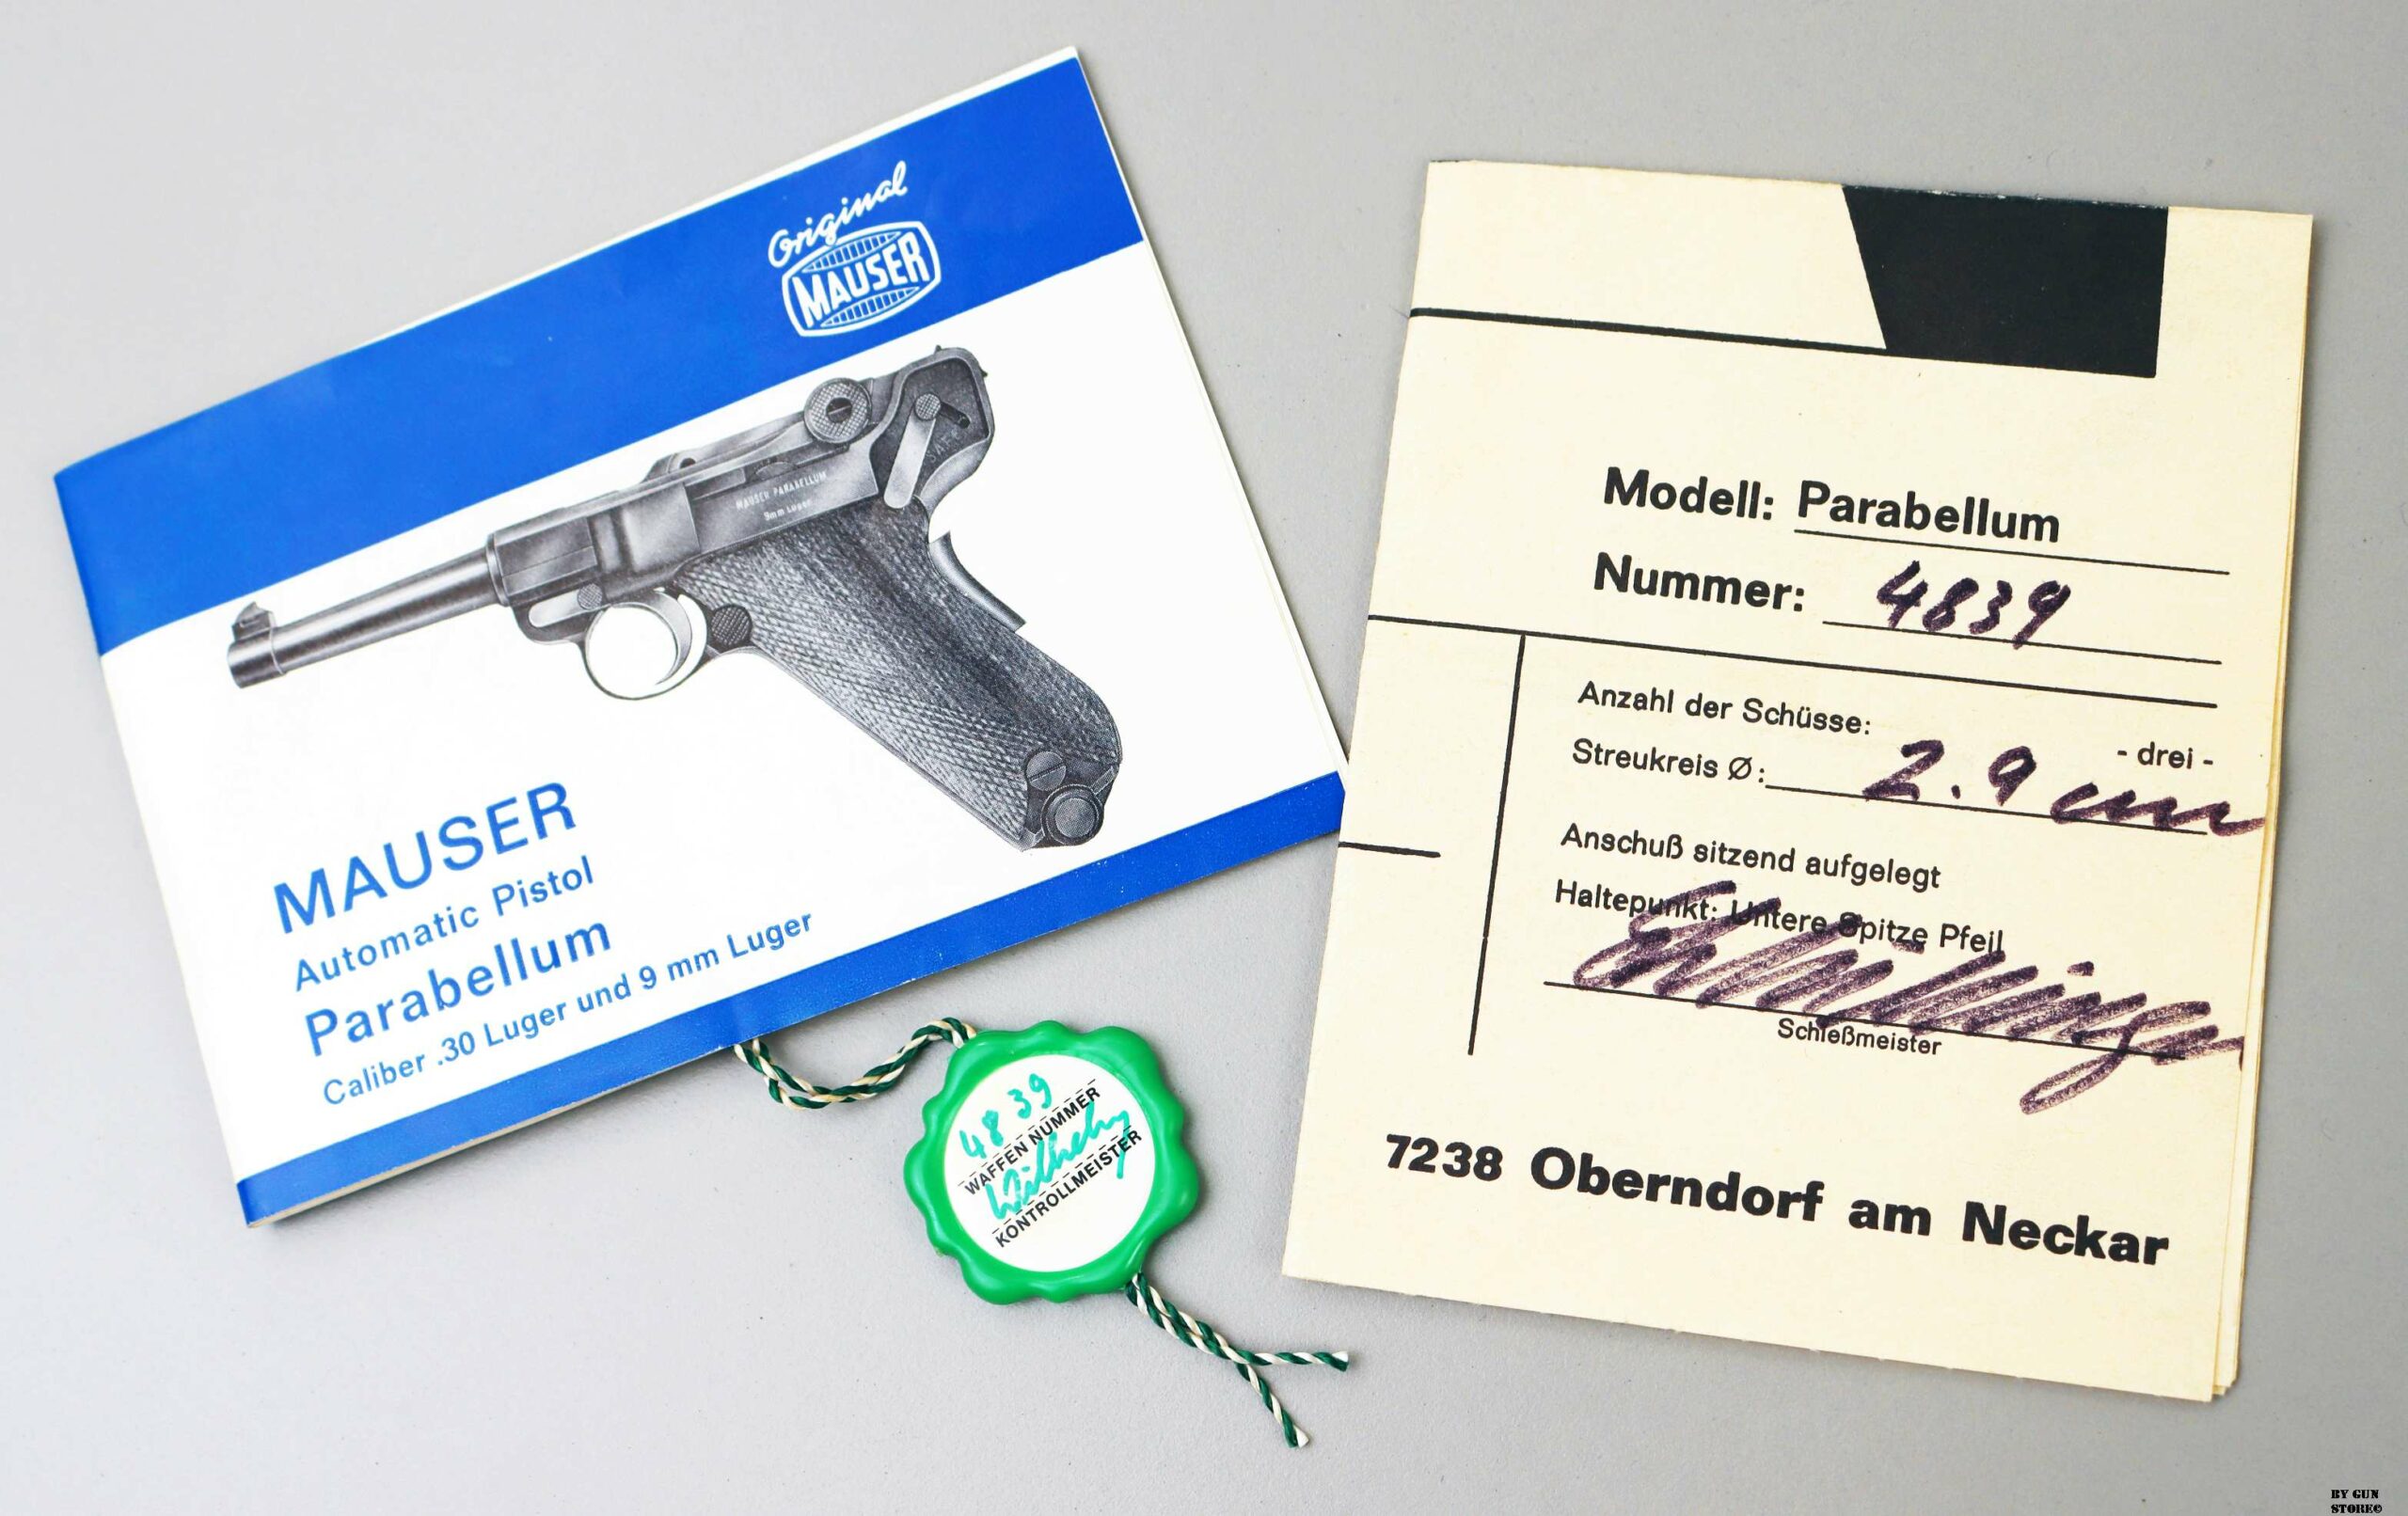 Original
MAUSER
MAUSER PARABELLUM
9mm Luger
MAUSER
Automatic Pistol
Parabellum
Caliber .30 Luger und 9 mm Luger
4839
WAFFEN NUMMER
Wilhelm
KONTROLLMEISTER
Modell: Parabellum
Nummer: 4839
Anzahl der Schüsse: - drei -
Streukreis Ø: 2.9 cm
Anschuß sitzend aufgelegt
Haltepunkt: Untere Spitze Pfeil
Schießmeister
7238 Oberndorf am Neckar
BY GUN
STORE©